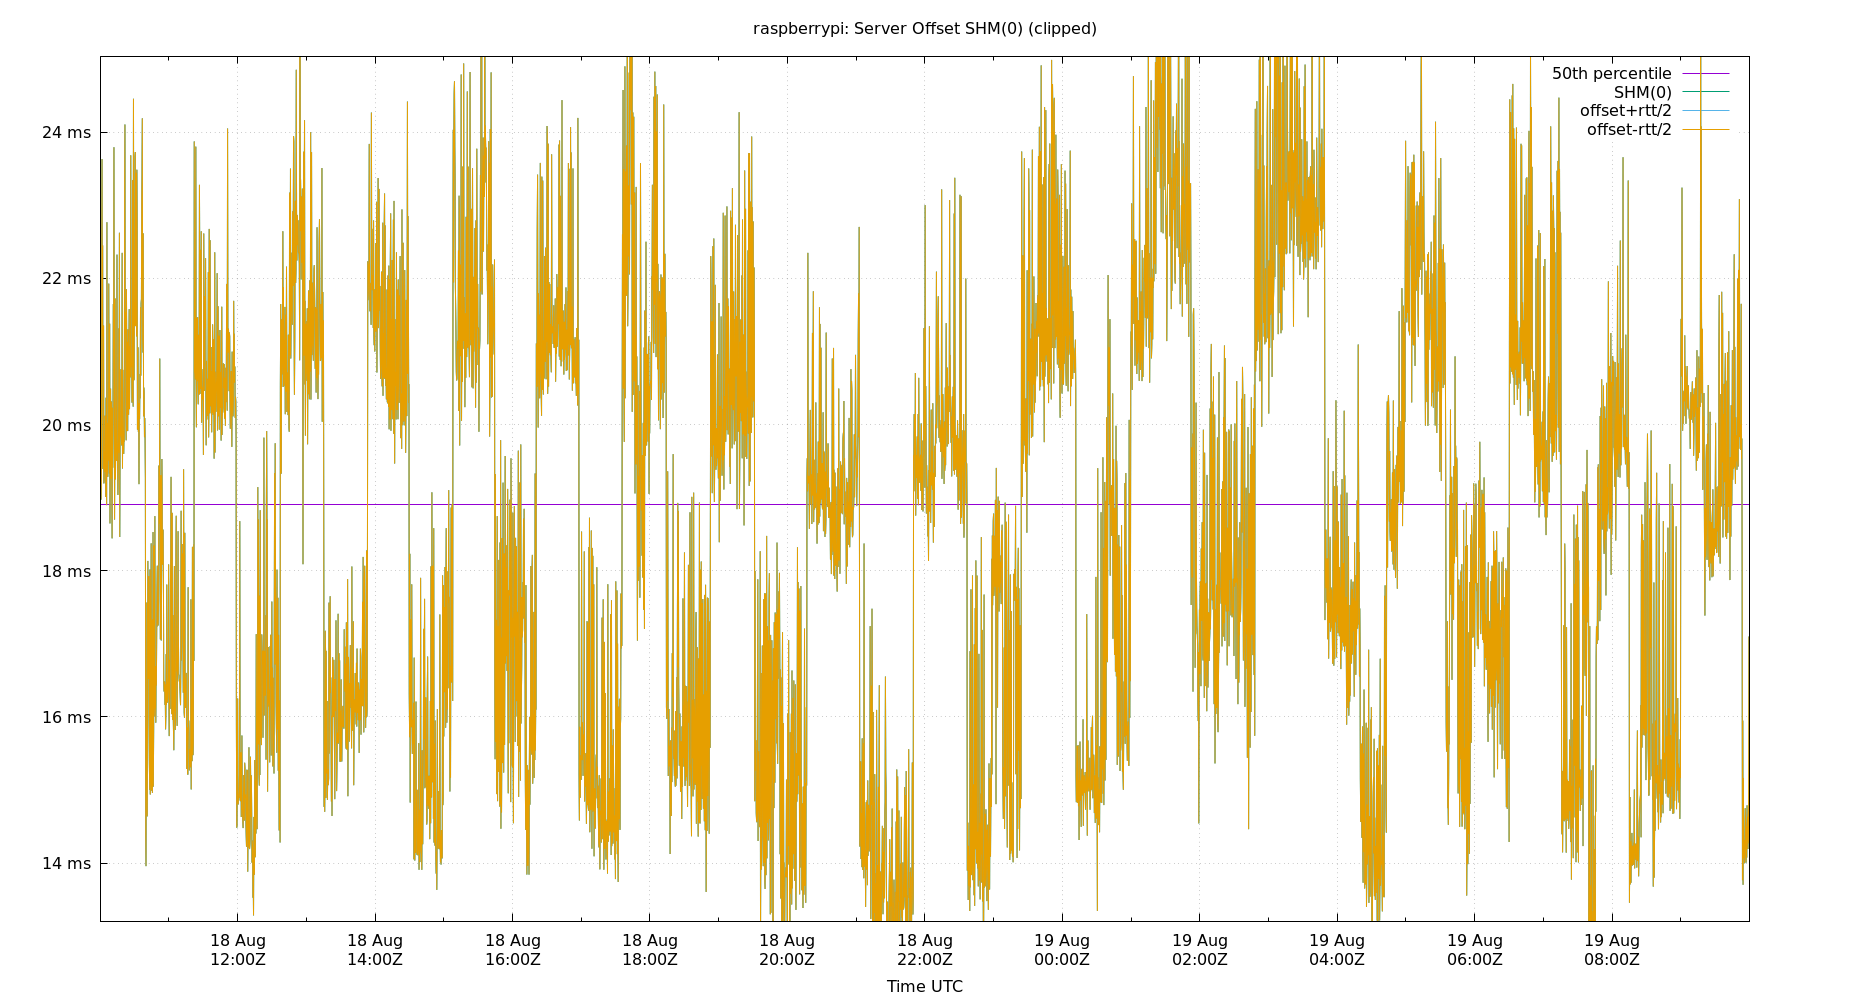 raspberrypi: Server Offset SHM(0) (clipped)
50th percentile
SHM(0)
offset+rtt/2
offset-rtt/2
24 ms
22 ms
20 ms
18 ms
16 ms
14 ms
18 Aug 18 Aug 18 Aug 18 Aug 18 Aug 18 Aug 19 Aug 19 Aug 19 Aug 19 Aug 19 Aug
12:00Z 14:00Z 16:00Z 18:00Z 20:00Z 22:00Z 00:00Z 02:00Z 04:00Z 06:00Z 08:00Z
Time UTC